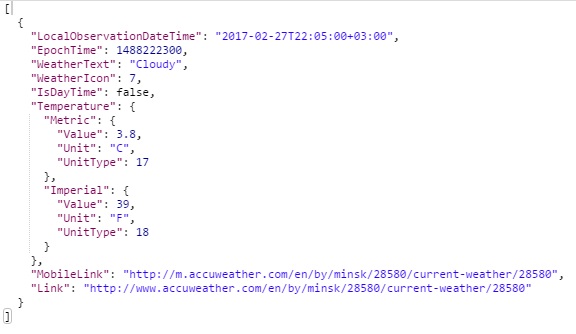 [
{
"LocalObservationDateTime": "2017-02-27T22:05:00+03:00",
"EpochTime": 1488222300,
"WeatherText": "Cloudy",
"WeatherIcon": 7,
"IsDayTime": false,
"Temperature": {
"Metric": {
"Value": 3.8,
"Unit": "C",
"UnitType": 17
},
"Imperial": {
"Value": 39,
"Unit": "F",
"UnitType": 18
}
},
"MobileLink": "http://m.accuweather.com/en/by/minsk/28580/current-weather/28580",
"Link": "http://www.accuweather.com/en/by/minsk/28580/current-weather/28580"
}
]